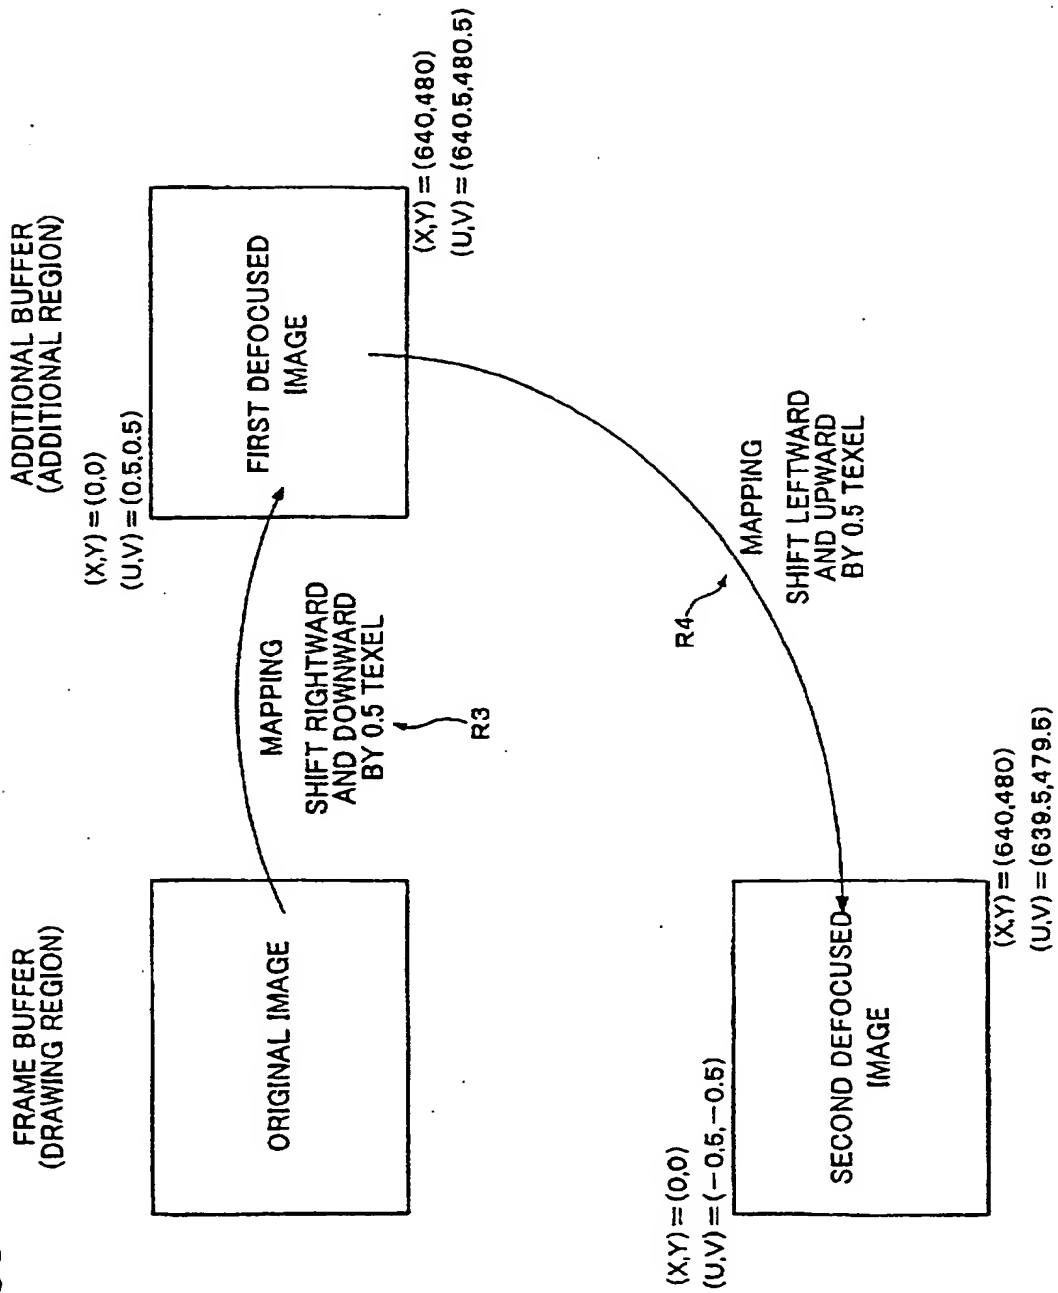 FRAME BUFFER
(DRAWING REGION)
ADDITIONAL BUFFER
(ADDITIONAL REGION)
(X,Y)=(0,0)
(U,V)=(0.5,0.5)
ORIGINAL IMAGE
MAPPING
SHIFT RIGHTWARD
AND DOWNWARD
BY 0.5 TEXEL
R3
FIRST DEFOCUSED
IMAGE
(X,Y)=(640,480)
(U,V)=(640.5,480.5)
R4
MAPPING
SHIFT LEFTWARD
AND UPWARD
BY 0.5 TEXEL
(X,Y)=(0,0)
(U,V)=(-0.5,-0.5)
SECOND DEFOCUSED
IMAGE
(X,Y)=(640,480)
(U,V)=(639.5,479.5)